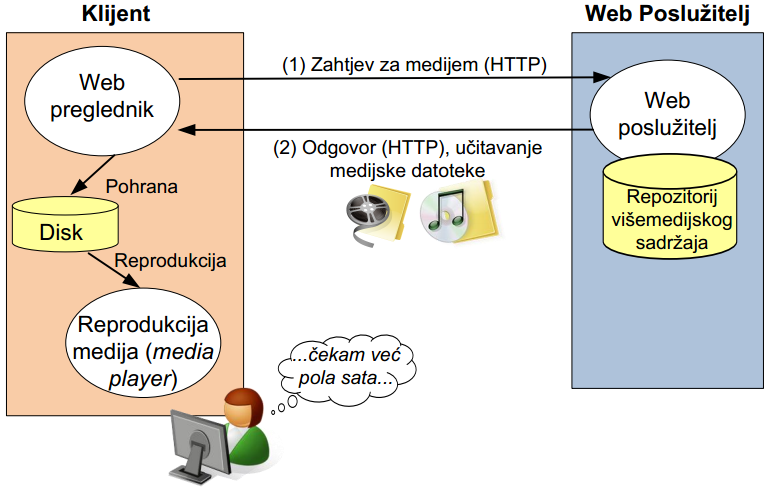 Klijent
Web Poslužitelj
(1) Zahtjev za medijem (HTTP)
Web
preglednik
Web
poslužitelj
(2) Odgovor (HTTP), učitavanje
medijske datoteke
Pohrana
Disk
Repozitorij
višemedijskog
sadržaja
Reprodukcija
Reprodukcija
medija (media
player)
...čekam već
pola sata...